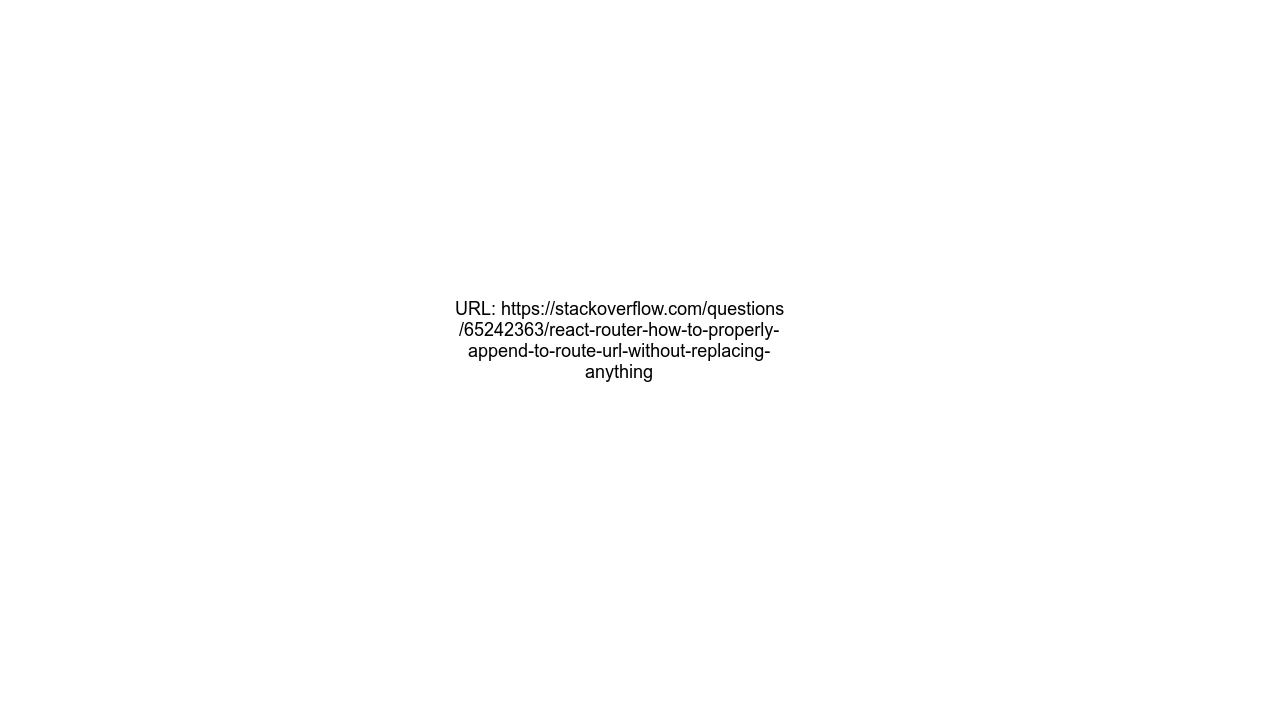 URL: https://stackoverflow.com/questions
/65242363/react-router-how-to-properly-
append-to-route-url-without-replacing-
anything